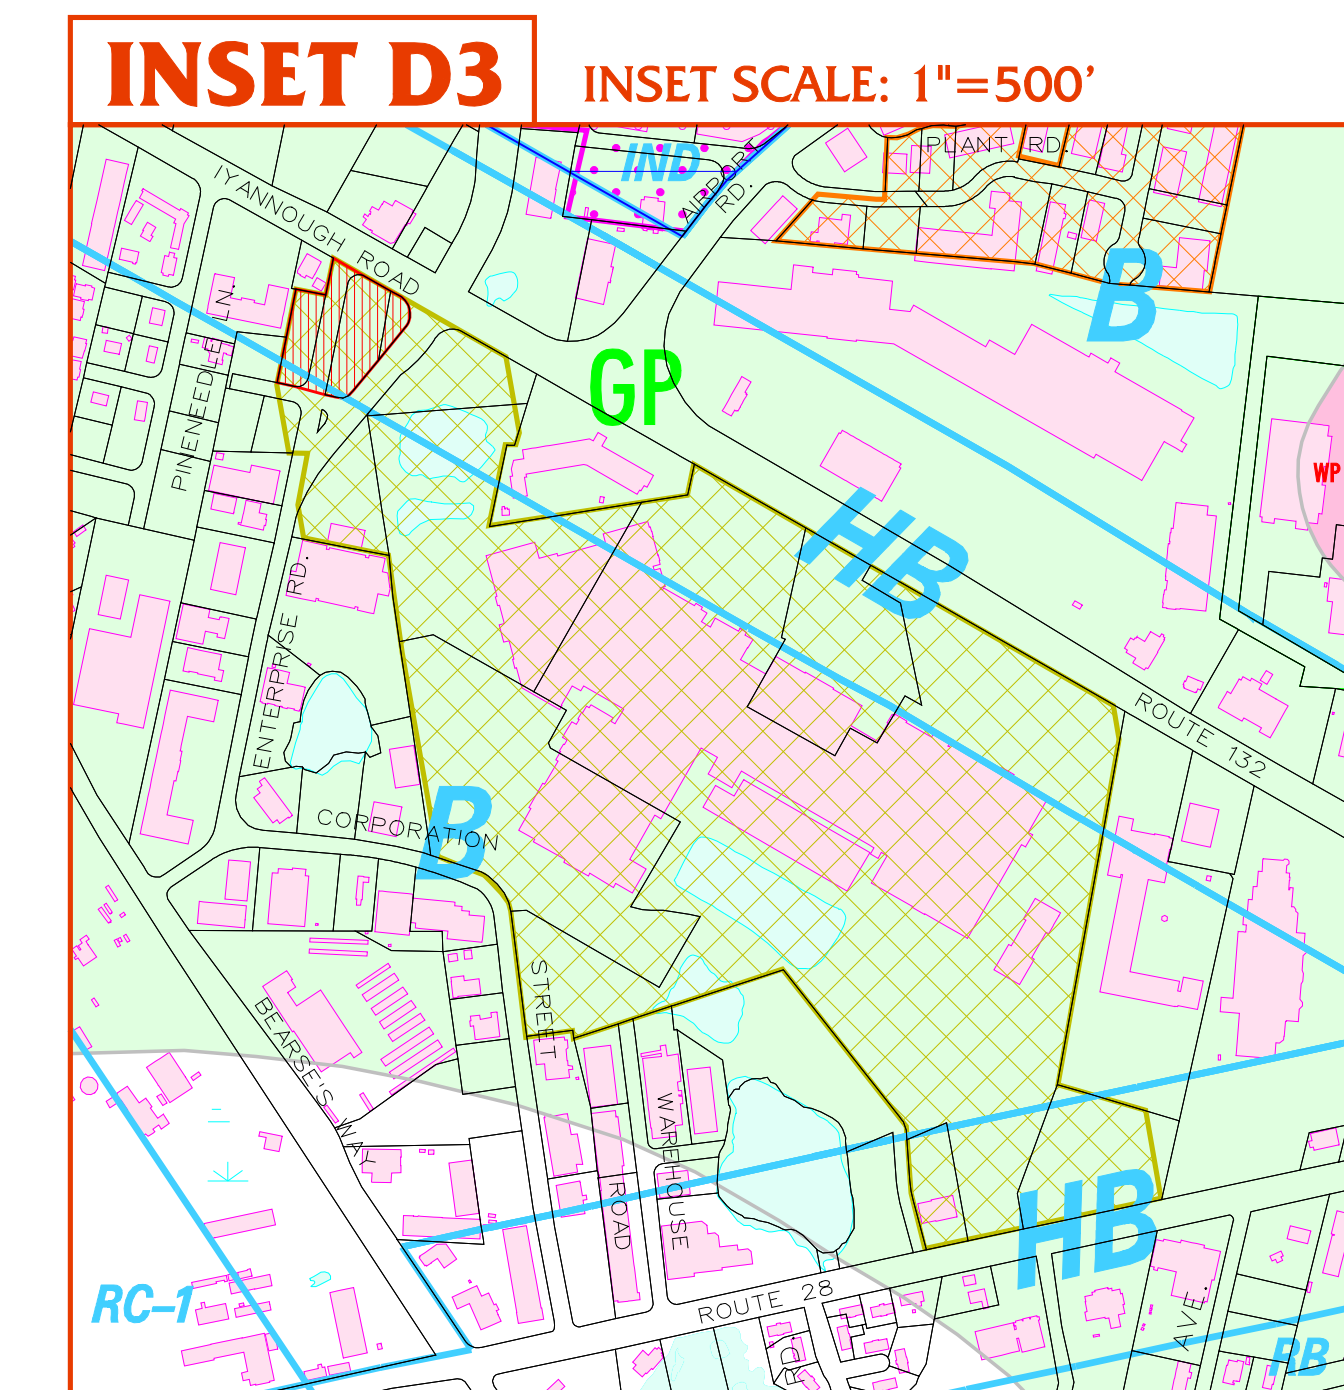 INSET D3
INSET SCALE: 1"=500'
IND
AIRPORT
RD.
PLANT RD.
IYANNOUGH ROAD
B
GP
PINENEEDLE LN.
WP
HB
ENTERPRISE RD.
ROUTE 132
B
CORPORATION
STREET
BEARSE'S WAY
WAREHOUSE
ROAD
HB
RC-1
ROUTE 28
AVE.
RB